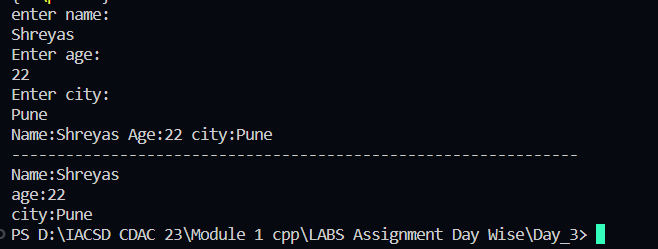 enter name:
Shreyas
Enter age:
22
Enter city:
Pune
Name:Shreyas Age:22 city:Pune
---------------------------------------------------------------
Name:Shreyas
age:22
city:Pune
PS D:\IACSD CDAC 23\Module 1 cpp\LABS Assignment Day Wise\Day_3>